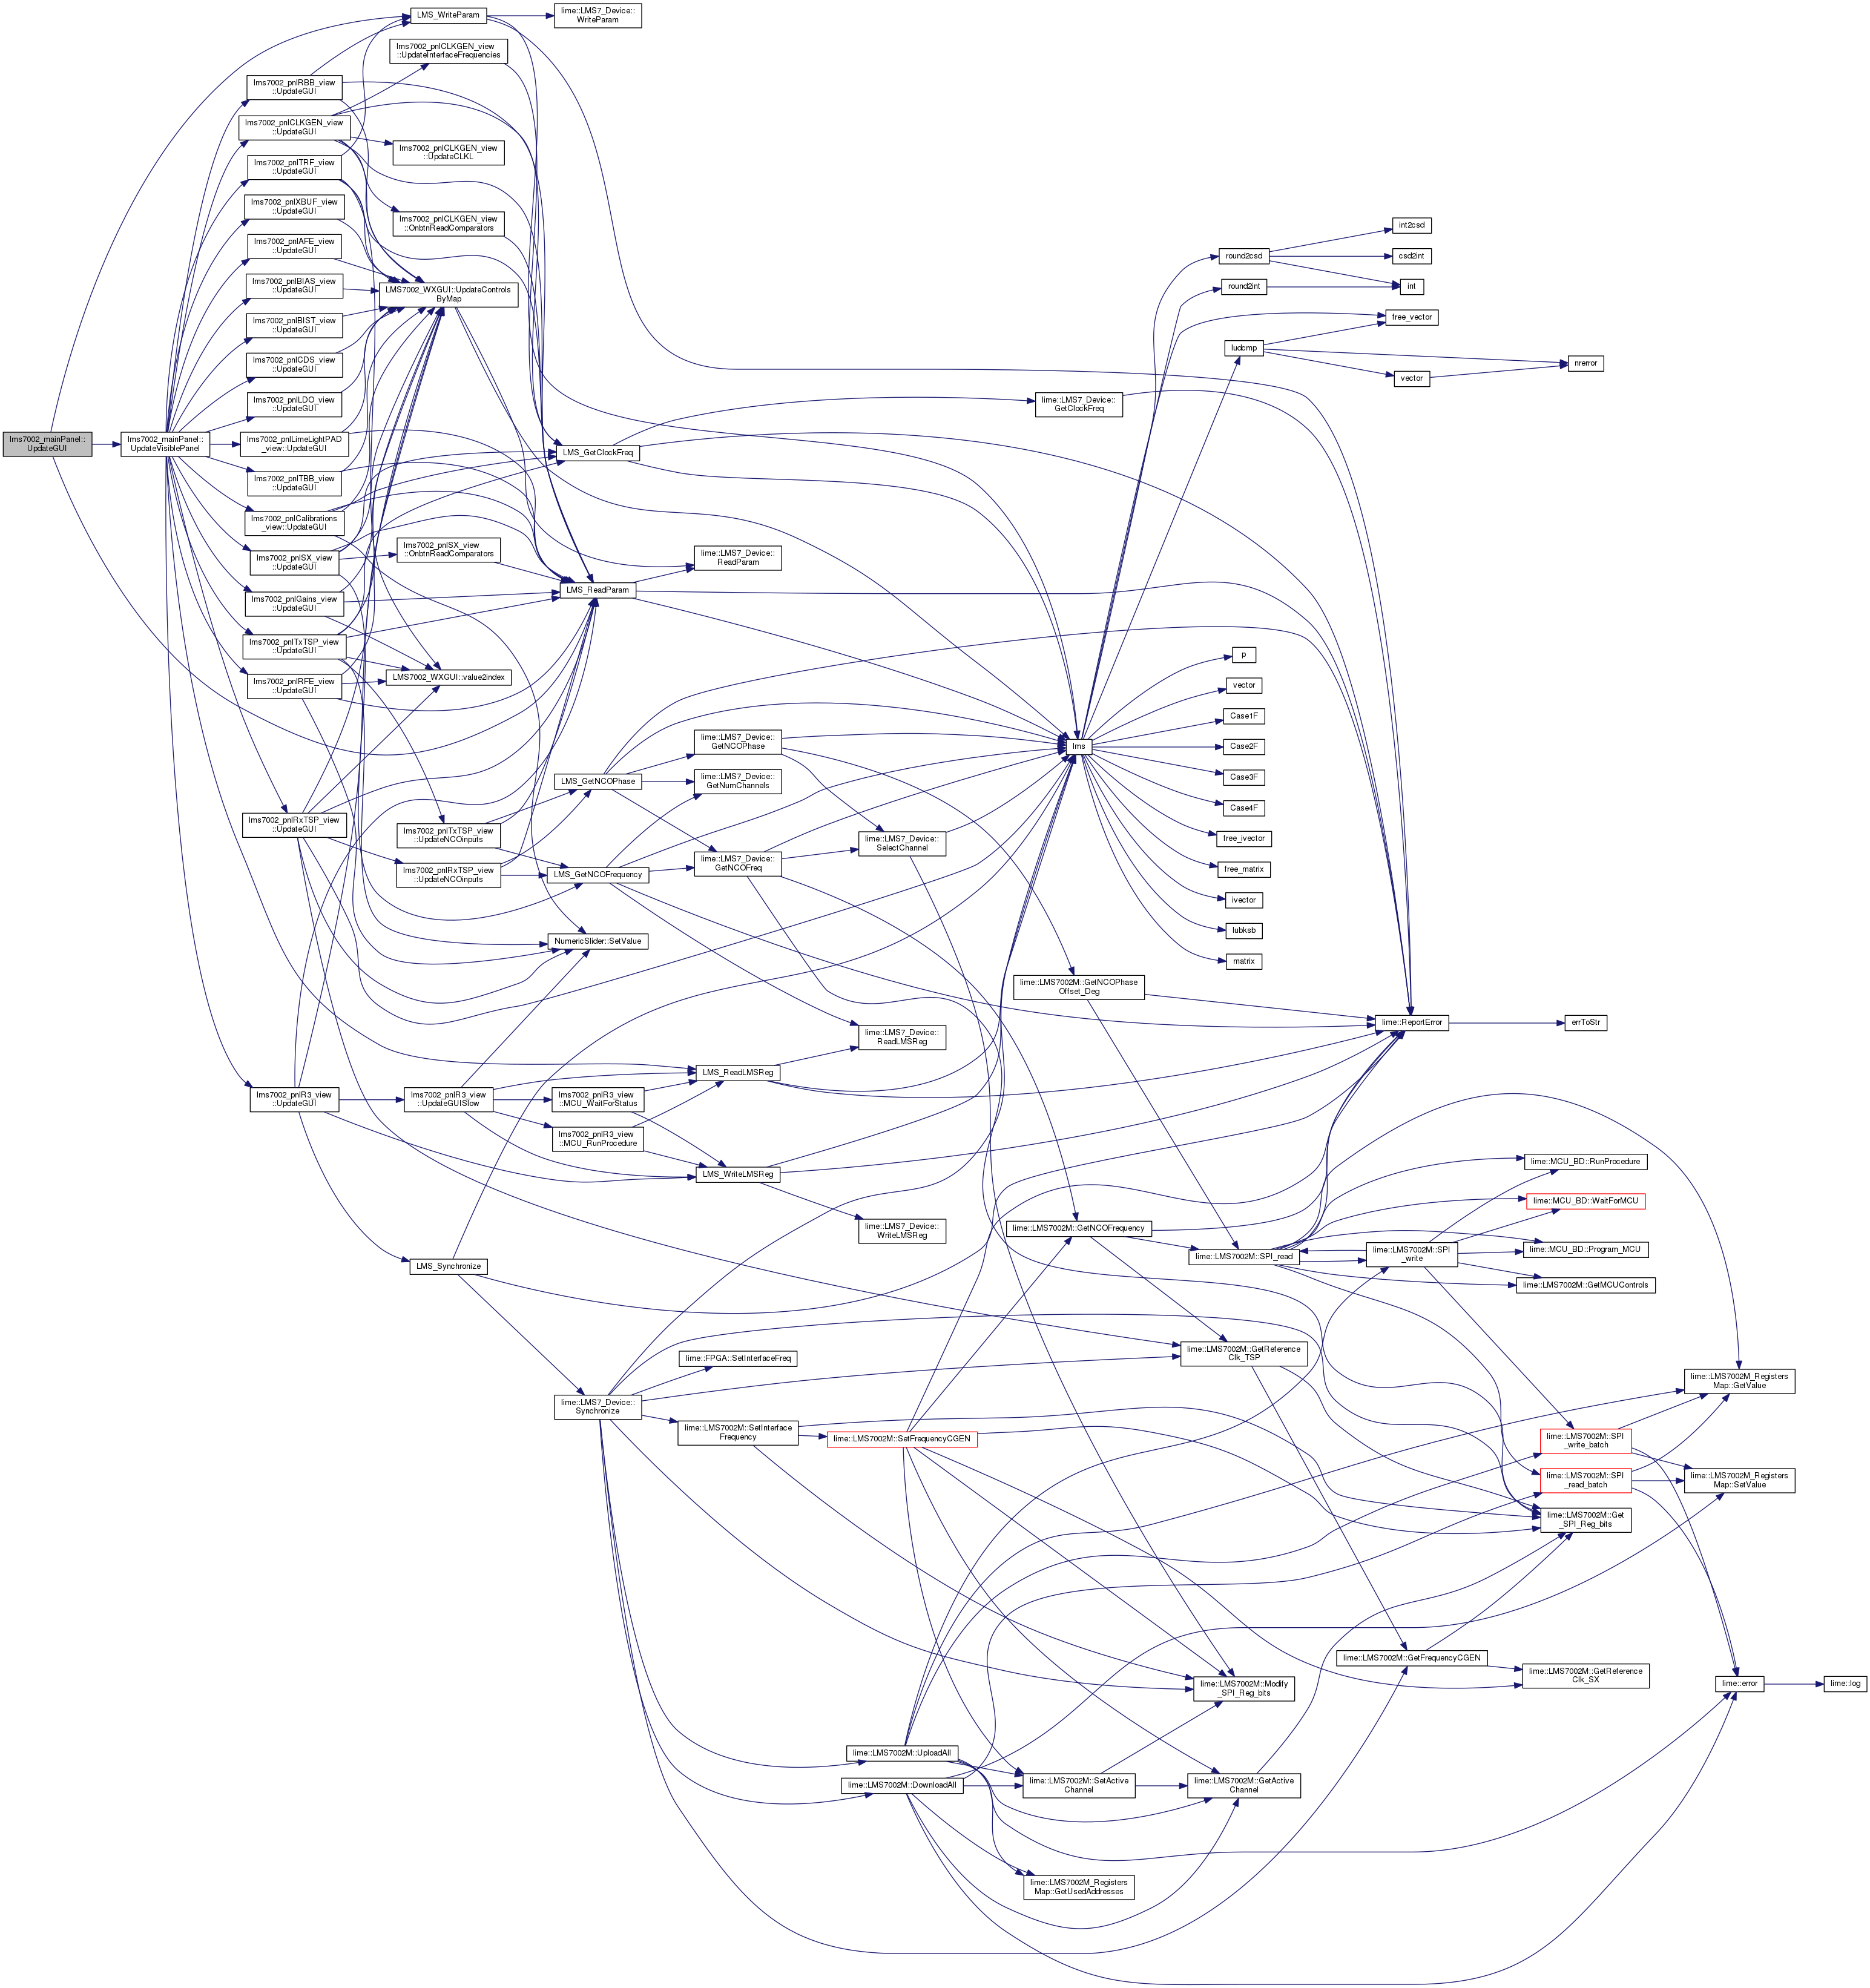 LMS_WriteParam
lime::LMS7_Device::
WriteParam
lms7002_pnlCLKGEN_view
::UpdateInterfaceFrequencies
lms7002_pnlRBB_view
::UpdateGUI
lms7002_pnlCLKGEN_view
::UpdateGUI
lms7002_pnlCLKGEN_view
::UpdateCLKL
lms7002_pnlTRF_view
::UpdateGUI
lms7002_pnlXBUF_view
::UpdateGUI
lms7002_pnlCLKGEN_view
::OnbtnReadComparators
lms7002_pnlAFE_view
::UpdateGUI
lms7002_pnlBIAS_view
::UpdateGUI
LMS7002_WXGUI::UpdateControls
ByMap
lms7002_pnlBIST_view
::UpdateGUI
lms7002_pnlCDS_view
::UpdateGUI
lms7002_pnlLDO_view
::UpdateGUI
lms7002_mainPanel::
UpdateGUI
lms7002_mainPanel::
UpdateVisiblePanel
lms7002_pnlLimeLightPAD
_view::UpdateGUI
lms7002_pnlTBB_view
::UpdateGUI
lms7002_pnlCalibrations
_view::UpdateGUI
lms7002_pnlSX_view
::UpdateGUI
lms7002_pnlSX_view
::OnbtnReadComparators
lms7002_pnlGains_view
::UpdateGUI
lms7002_pnlTxTSP_view
::UpdateGUI
lms7002_pnlRFE_view
::UpdateGUI
LMS7002_WXGUI::value2index
lms7002_pnlRxTSP_view
::UpdateGUI
lms7002_pnlTxTSP_view
::UpdateNCOinputs
lms7002_pnlRxTSP_view
::UpdateNCOinputs
lms7002_pnlR3_view
::UpdateGUI
lms7002_pnlR3_view
::UpdateGUISlow
LMS_Synchronize
LMS_GetClockFreq
LMS_ReadParam
lime::LMS7_Device::
ReadParam
LMS_GetNCOPhase
LMS_GetNCOFrequency
NumericSlider::SetValue
lime::LMS7_Device::
GetNCOPhase
lime::LMS7_Device::
GetNumChannels
lime::LMS7_Device::
GetNCOFreq
lime::LMS7_Device::
SelectChannel
lime::LMS7_Device::
ReadLMSReg
LMS_ReadLMSReg
lms7002_pnlR3_view
::MCU_WaitForStatus
lms7002_pnlR3_view
::MCU_RunProcedure
LMS_WriteLMSReg
lime::LMS7_Device::
WriteLMSReg
lime::LMS7_Device::
GetClockFreq
lms
round2csd
int2csd
csd2int
round2int
int
free_vector
ludcmp
vector
nrerror
p
vector
Case1F
Case2F
Case3F
Case4F
free_ivector
free_matrix
ivector
lubksb
matrix
lime::LMS7002M::GetNCOPhase
Offset_Deg
lime::ReportError
errToStr
lime::LMS7002M::GetNCOFrequency
lime::LMS7002M::SPI_read
lime::LMS7002M::SPI
_write
lime::MCU_BD::RunProcedure
lime::MCU_BD::WaitForMCU
lime::MCU_BD::Program_MCU
lime::LMS7002M::GetMCUControls
lime::LMS7002M::GetReference
Clk_TSP
lime::FPGA::SetInterfaceFreq
lime::LMS7_Device::
Synchronize
lime::LMS7002M::SetInterface
Frequency
lime::LMS7002M::SetFrequencyCGEN
lime::LMS7002M_Registers
Map::GetValue
lime::LMS7002M::SPI
_write_batch
lime::LMS7002M::SPI
_read_batch
lime::LMS7002M_Registers
Map::SetValue
lime::LMS7002M::Get
_SPI_Reg_bits
lime::LMS7002M::GetFrequencyCGEN
lime::LMS7002M::GetReference
Clk_SX
lime::LMS7002M::Modify
_SPI_Reg_bits
lime::error
lime::log
lime::LMS7002M::UploadAll
lime::LMS7002M::DownloadAll
lime::LMS7002M::SetActive
Channel
lime::LMS7002M::GetActive
Channel
lime::LMS7002M_Registers
Map::GetUsedAddresses